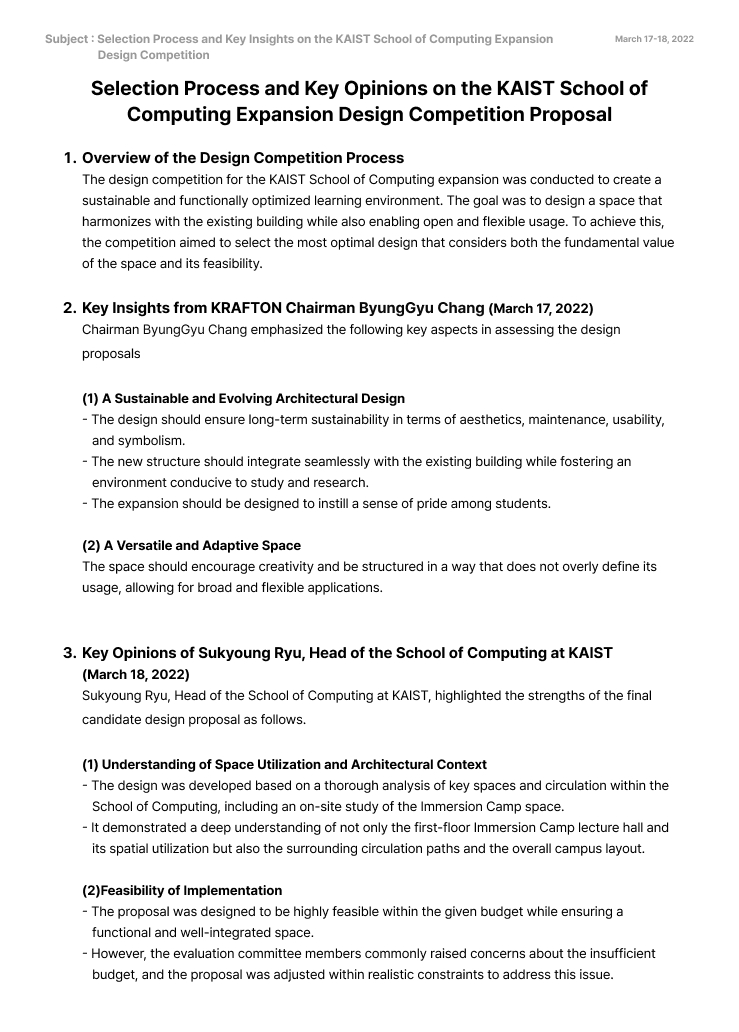 Subject : Selection Process and Key Insights on the KAIST School of Computing Expansion
Design Competition
March 17-18, 2022
Selection Process and Key Opinions on the KAIST School of
Computing Expansion Design Competition Proposal
1. Overview of the Design Competition Process
The design competition for the KAIST School of Computing expansion was conducted to create a
sustainable and functionally optimized learning environment. The goal was to design a space that
harmonizes with the existing building while also enabling open and flexible usage. To achieve this,
the competition aimed to select the most optimal design that considers both the fundamental value
of the space and its feasibility.
2. Key Insights from KRAFTON Chairman ByungGyu Chang (March 17, 2022)
Chairman ByungGyu Chang emphasized the following key aspects in assessing the design
proposals
(1) A Sustainable and Evolving Architectural Design
- The design should ensure long-term sustainability in terms of aesthetics, maintenance, usability,
and symbolism.
- The new structure should integrate seamlessly with the existing building while fostering an
environment conducive to study and research.
- The expansion should be designed to instill a sense of pride among students.
(2) A Versatile and Adaptive Space
The space should encourage creativity and be structured in a way that does not overly define its
usage, allowing for broad and flexible applications.
3. Key Opinions of Sukyoung Ryu, Head of the School of Computing at KAIST
(March 18, 2022)
Sukyoung Ryu, Head of the School of Computing at KAIST, highlighted the strengths of the final
candidate design proposal as follows.
(1) Understanding of Space Utilization and Architectural Context
- The design was developed based on a thorough analysis of key spaces and circulation within the
School of Computing, including an on-site study of the Immersion Camp space.
- It demonstrated a deep understanding of not only the first-floor Immersion Camp lecture hall and
its spatial utilization but also the surrounding circulation paths and the overall campus layout.
(2)Feasibility of Implementation
- The proposal was designed to be highly feasible within the given budget while ensuring a
functional and well-integrated space.
- However, the evaluation committee members commonly raised concerns about the insufficient
budget, and the proposal was adjusted within realistic constraints to address this issue.